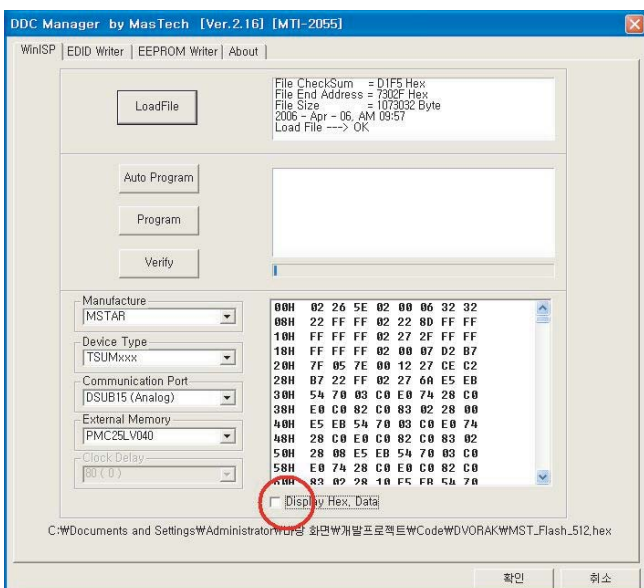 DDC Manager by MasTech [Ver.2.16] [MTI-2055]
WinISP EDID Writer EEPROM Writer About
LoadFile
File CheckSum = D1F5 Hex
File End Address = 7302F Hex
File Size = 1073032 Byte
2006 - Apr - 06, AM 09:57
Load File ---> OK
Auto Program
Program
Verify
Manufacture
MSTAR
Device Type
TSUMxxx
Communication Port
DSUB15 (Analog)
External Memory
PMC25LV040
Clock Delay
80 ( 0 )
00H 02 26 5E 02 00 06 32 32
08H 22 FF FF 02 22 8D FF FF
10H FF FF FF 02 27 2F FF FF
18H FF FF FF 02 00 07 D2 B7
20H 7F 05 7E 00 12 27 CE C2
28H B7 22 FF 02 27 6A E5 EB
30H 54 70 03 C0 E0 74 28 C0
38H E0 C0 82 C0 83 02 28 00
40H E5 EB 54 70 03 C0 E0 74
48H 28 C0 E0 C0 82 C0 83 02
50H 28 08 E5 EB 54 70 03 C0
58H E0 74 28 C0 E0 C0 82 C0
60H 83 02 28 10 E5 EB 54 70
Display Hex, Data
C:₩Documents and Settings₩Administrator₩바탕 화면₩개발프로젝트₩Code₩DVORAK₩MST_Flash_512.hex
확인 취소